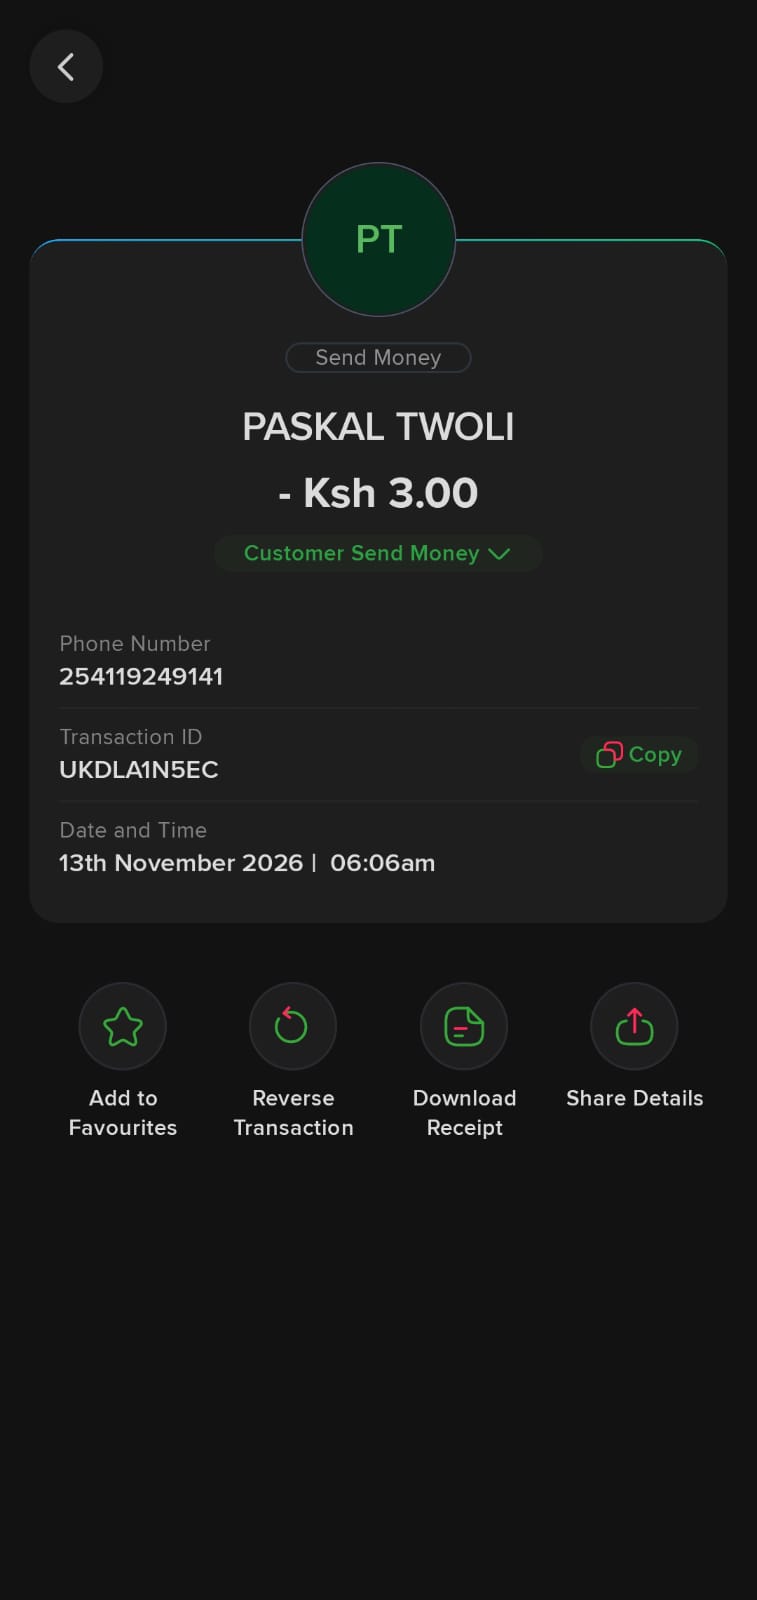 PT
Send Money
PASKAL TWOLI
- Ksh 3.00
Customer Send Money
Phone Number
254119249141
Transaction ID
UKDLA1N5EC
Copy
Date and Time
13th November 2026 | 06:06am
Add to
Favourites
Reverse
Transaction
Download
Receipt
Share Details